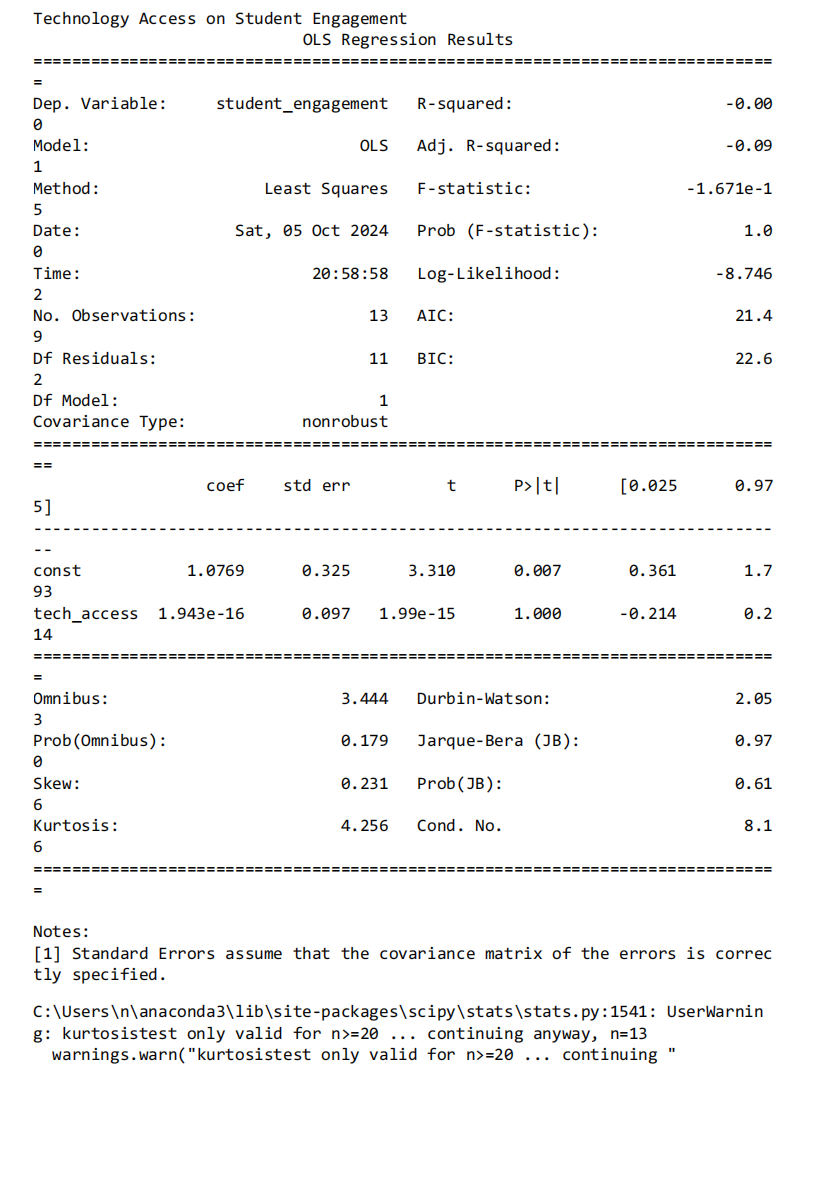 Technology Access on Student Engagement
                            OLS Regression Results
=============================================================================
=
Dep. Variable:     student_engagement   R-squared:                      -0.00
0
Model:                            OLS   Adj. R-squared:                 -0.09
1
Method:                 Least Squares   F-statistic:                -1.671e-1
5
Date:                Sat, 05 Oct 2024   Prob (F-statistic):               1.0
0
Time:                        20:58:58   Log-Likelihood:                -8.746
2
No. Observations:                  13   AIC:                             21.4
9
Df Residuals:                      11   BIC:                             22.6
2
Df Model:                           1
Covariance Type:            nonrobust
=============================================================================
==
                  coef    std err          t      P>|t|      [0.025      0.97
5]
-----------------------------------------------------------------------------
--
const           1.0769      0.325      3.310      0.007       0.361       1.7
93
tech_access  1.943e-16      0.097   1.99e-15      1.000      -0.214       0.2
14
=============================================================================
=
Omnibus:                        3.444   Durbin-Watson:                   2.05
3
Prob(Omnibus):                  0.179   Jarque-Bera (JB):                0.97
0
Skew:                           0.231   Prob(JB):                        0.61
6
Kurtosis:                       4.256   Cond. No.                         8.1
6
=============================================================================
=
Notes:
[1] Standard Errors assume that the covariance matrix of the errors is correc
tly specified.
C:\Users\n\anaconda3\lib\site-packages\scipy\stats\stats.py:1541: UserWarnin
g: kurtosistest only valid for n>=20 ... continuing anyway, n=13
  warnings.warn("kurtosistest only valid for n>=20 ... continuing "